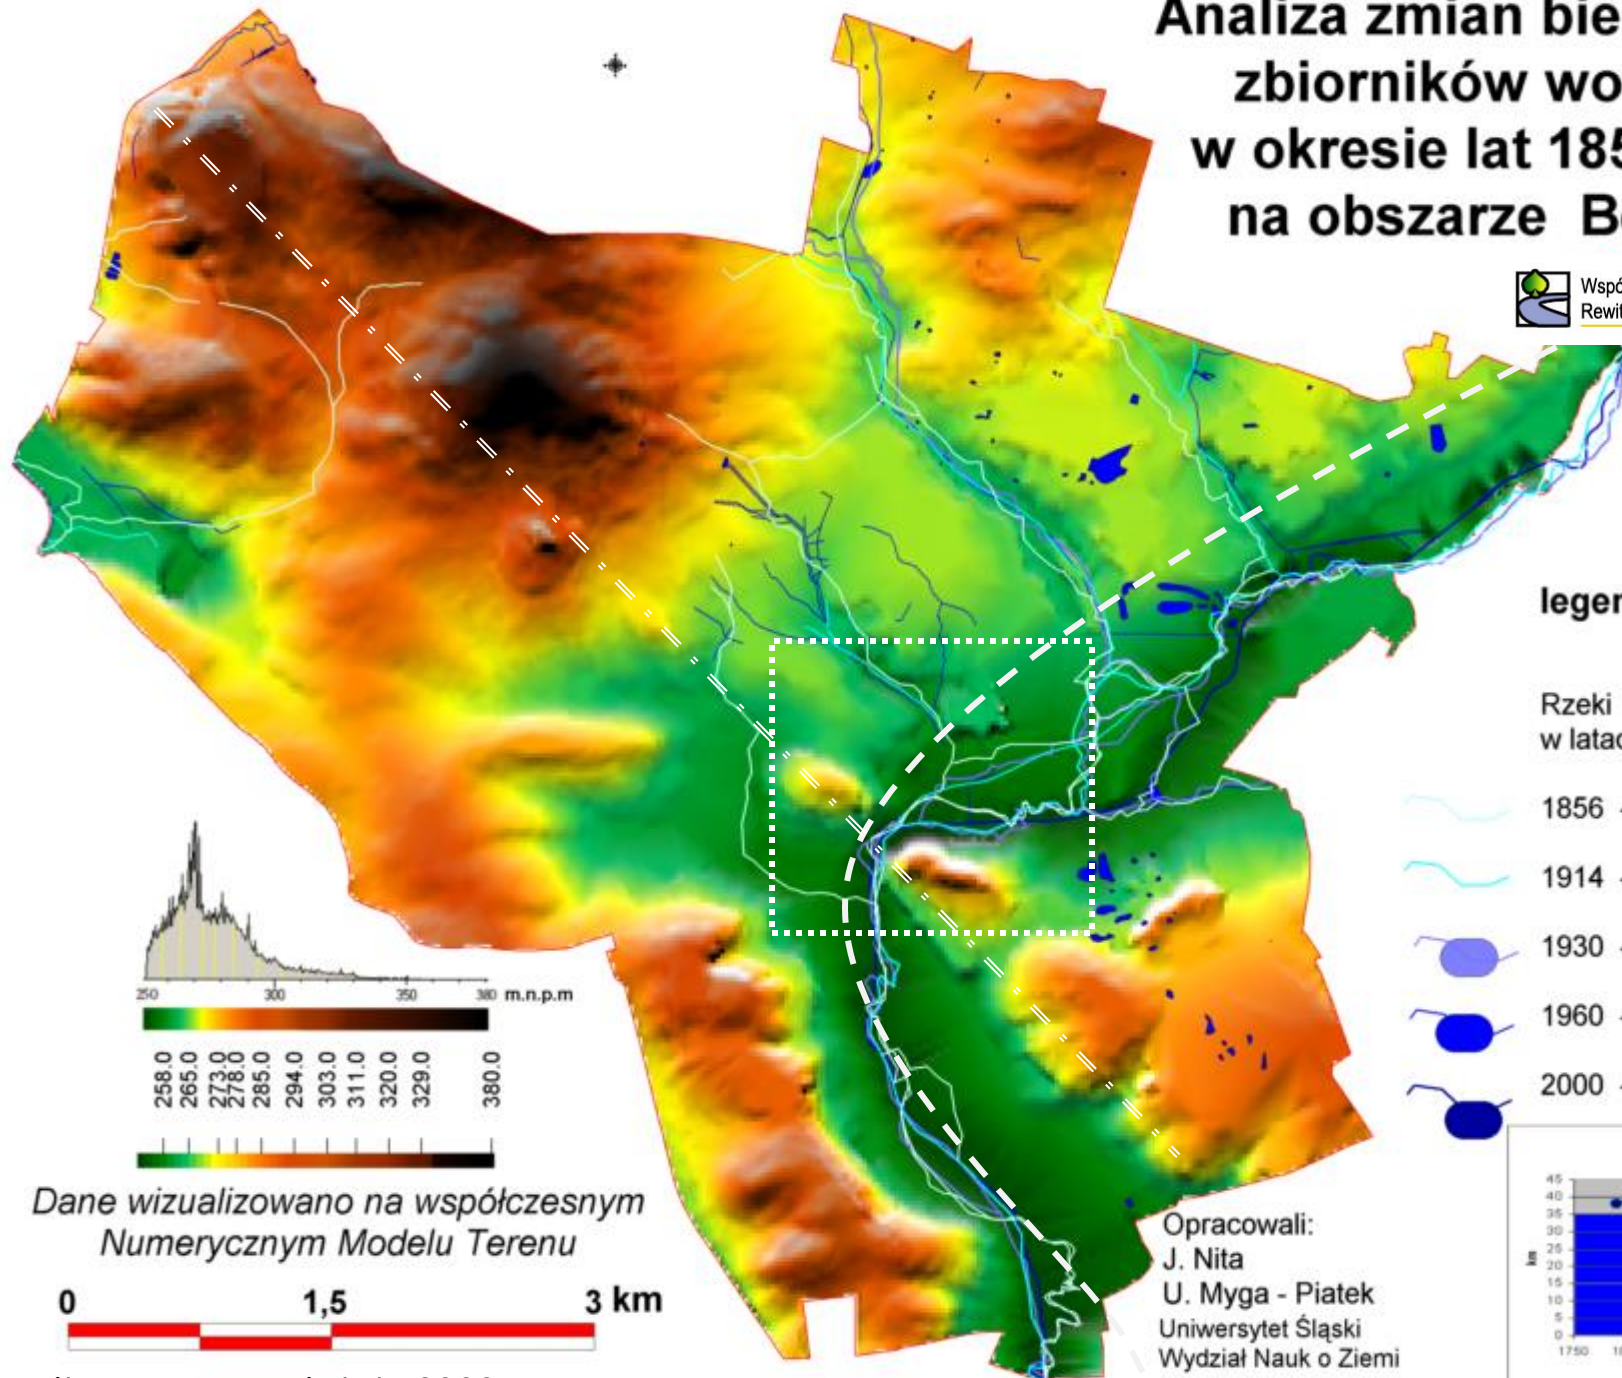 Analiza zmian bie
zbiorników wo
w okresie lat 185
na obszarze B
Wspó
Rewit
legen
Rzeki
w latac
1856
1914
1930
1960
2000
250 300 350 380 m.n.p.m
258.0 265.0 273.0 278.0 285.0 294.0 303.0 311.0 320.0 329.0 380.0
Dane wizualizowano na współczesnym
Numerycznym Modelu Terenu
0 1,5 3 km
Opracowali:
J. Nita
U. Myga - Piatek
Uniwersytet Śląski
Wydział Nauk o Ziemi
45
40
35
30
25
20
15
10
5
0
km
1750